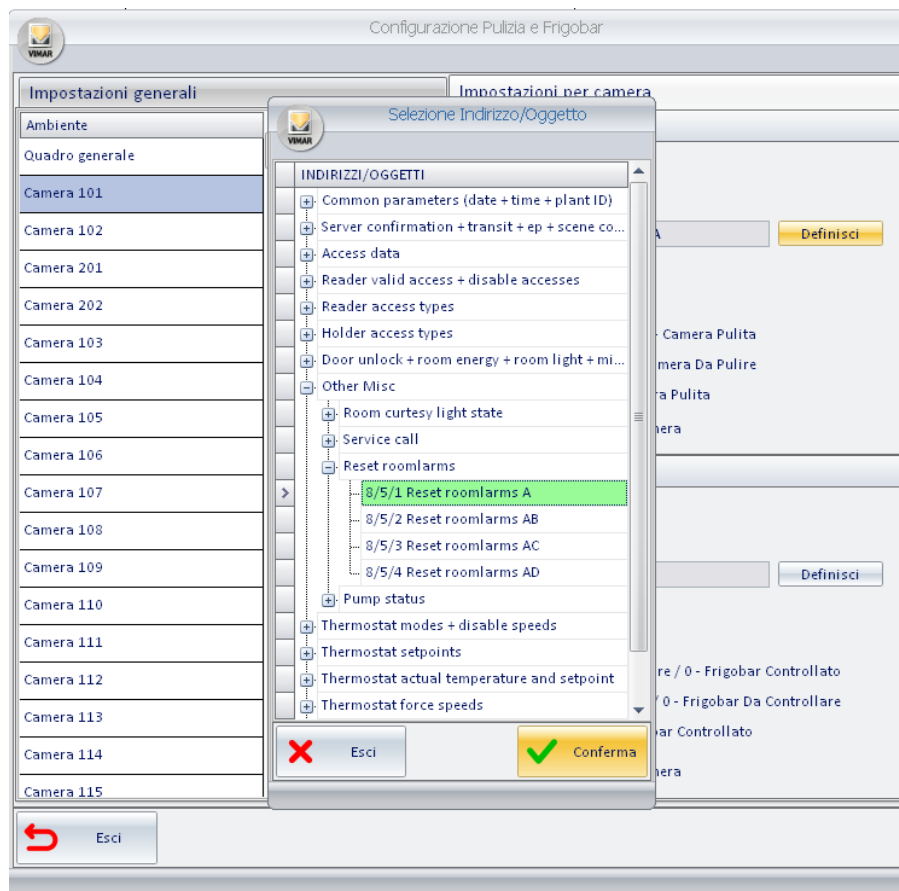 Configurazione Pulizia e Frigobar
VIMAR
Impostazioni generali
Impostazioni per camera
Ambiente
Quadro generale
Camera 101
Camera 102
Camera 201
Camera 202
Camera 103
Camera 104
Camera 105
Camera 106
Camera 107
Camera 108
Camera 109
Camera 110
Camera 111
Camera 112
Camera 113
Camera 114
Camera 115
Selezione Indirizzo/Oggetto
VIMAR
INDIRIZZI/OGGETTI
Common parameters (date + time + plant ID)
Server confirmation + transit + ep + scene co...
Access data
Reader valid access + disable accesses
Reader access types
Holder access types
Door unlock + room energy + room light + mi...
Other Misc
Room curtesy light state
Service call
Reset roomlarms
8/5/1 Reset roomlarms A
8/5/2 Reset roomlarms AB
8/5/3 Reset roomlarms AC
8/5/4 Reset roomlarms AD
Pump status
Thermostat modes + disable speeds
Thermostat setpoints
Thermostat actual temperature and setpoint
Thermostat force speeds
Esci
Conferma
Definisci
- Camera Pulita
mera Da Pulire
ra Pulita
nera
Definisci
re / 0 - Frigobar Controllato
/ 0 - Frigobar Da Controllare
ar Controllato
nera
Esci